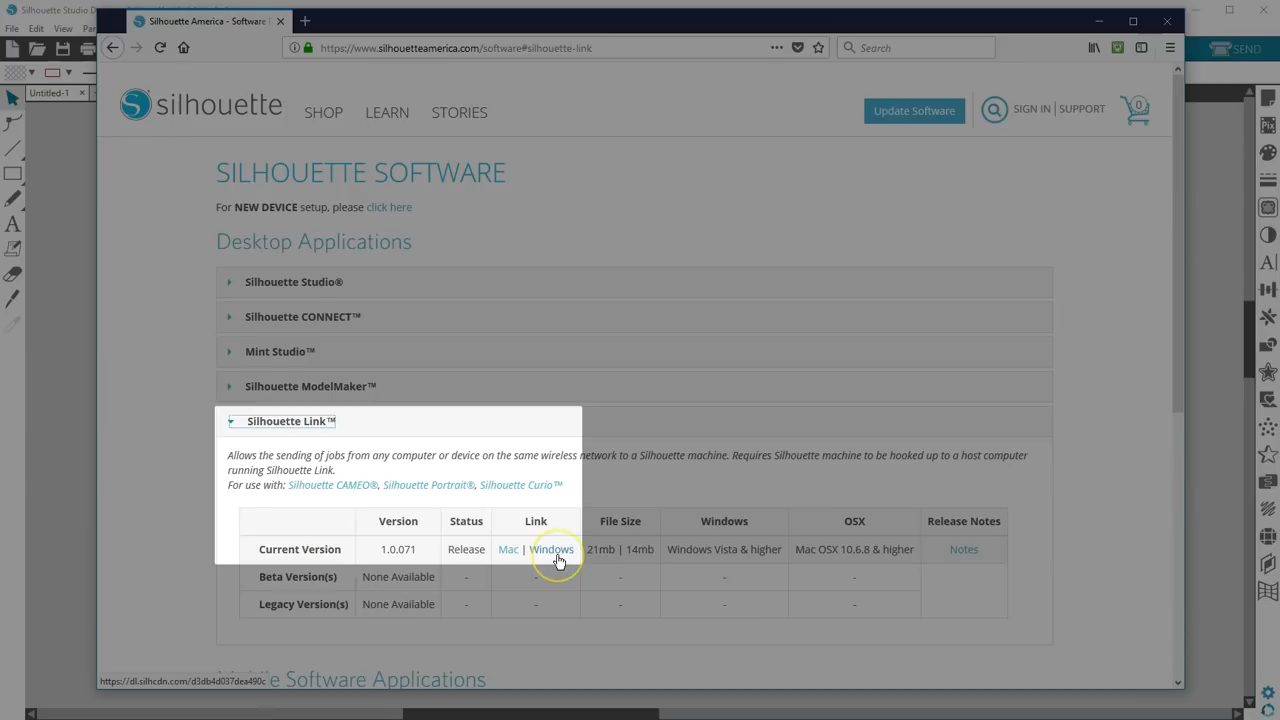 Silhouette Studio
File Edit View
SEND
Untitled-1
Silhouette America - Software
https://www.silhouetteamerica.com/software#silhouette-link
Search
silhouette
SHOP LEARN STORIES
Update Software
SIGN IN | SUPPORT
0
SILHOUETTE SOFTWARE
For NEW DEVICE setup, please click here
Desktop Applications
Silhouette Studio®
Silhouette CONNECT™
Mint Studio™
Silhouette ModelMaker™
Silhouette Link™
Allows the sending of jobs from any computer or device on the same wireless network to a Silhouette machine. Requires Silhouette machine to be hooked up to a host computer
running Silhouette Link.
For use with: Silhouette CAMEO®, Silhouette Portrait®, Silhouette Curio™
Version Status Link File Size Windows OSX Release Notes
Current Version 1.0.071 Release Mac | Windows 21mb | 14mb Windows Vista & higher Mac OSX 10.6.8 & higher Notes
Beta Version(s) None Available - - - - -
Legacy Version(s) None Available - - - - -
https://dl.silhcdn.com/d3db4d037dea490c
Software Applications